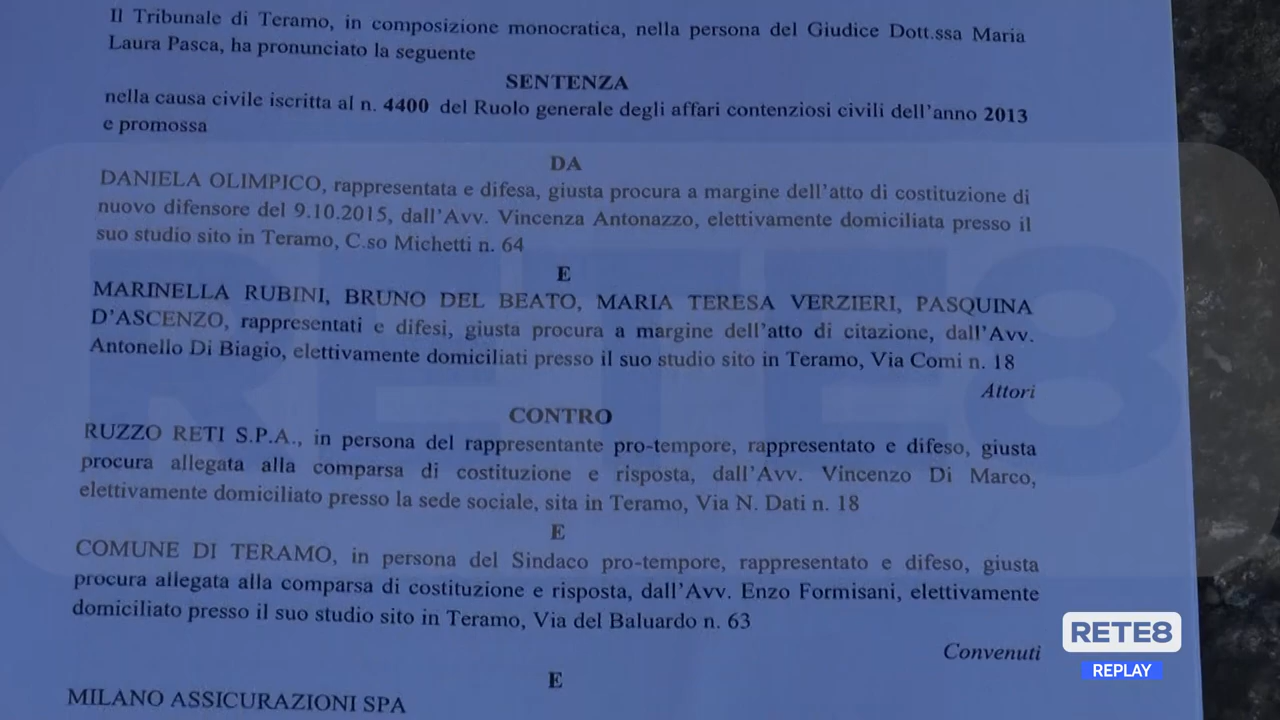 Il Tribunale di Teramo, in composizione monocratica, nella persona del Giudice Dott.ssa Maria
Laura Pasca, ha pronunciato la seguente
SENTENZA
nella causa civile iscritta al n. 4400 del Ruolo generale degli affari contenziosi civili dell'anno 2013
e promossa
DA
DANIELA OLIMPICO, rappresentata e difesa, giusta procura a margine dell'atto di costituzione di
nuovo difensore del 9.10.2015, dall'Avv. Vincenza Antonazzo, elettivamente domiciliata presso il
suo studio sito in Teramo, C.so Michetti n. 64
E
MARINELLA RUBINI, BRUNO DEL BEATO, MARIA TERESA VERZIERI, PASQUINA
D'ASCENZO, rappresentati e difesi, giusta procura a margine dell'atto di citazione, dall'Avv.
Antonello Di Biagio, elettivamente domiciliati presso il suo studio sito in Teramo, Via Comi n. 18
Attori
CONTRO
RUZZO RETI S.P.A., in persona del rappresentante pro-tempore, rappresentato e difeso, giusta
procura allegata alla comparsa di costituzione e risposta, dall'Avv. Vincenzo Di Marco,
elettivamente domiciliato presso la sede sociale, sita in Teramo, Via N. Dati n. 18
E
COMUNE DI TERAMO, in persona del Sindaco pro-tempore, rappresentato e difeso, giusta
procura allegata alla comparsa di costituzione e risposta, dall'Avv. Enzo Formisani, elettivamente
domiciliato presso il suo studio sito in Teramo, Via del Baluardo n. 63
Convenuti
E
MILANO ASSICURAZIONI SPA
RETE8
RETE8
REPLAY